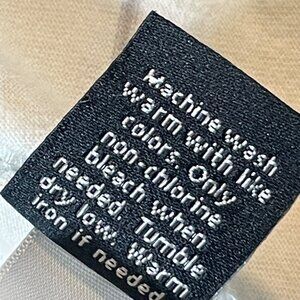 Machine wash
warm with like
colors. Only
non-chlorine
bleach, when
needed. Tumble
dry low. Warm
iron if needed